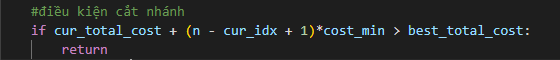 #điều kiện cắt nhánh
if cur_total_cost + (n - cur_idx + 1)*cost_min > best_total_cost:
    return